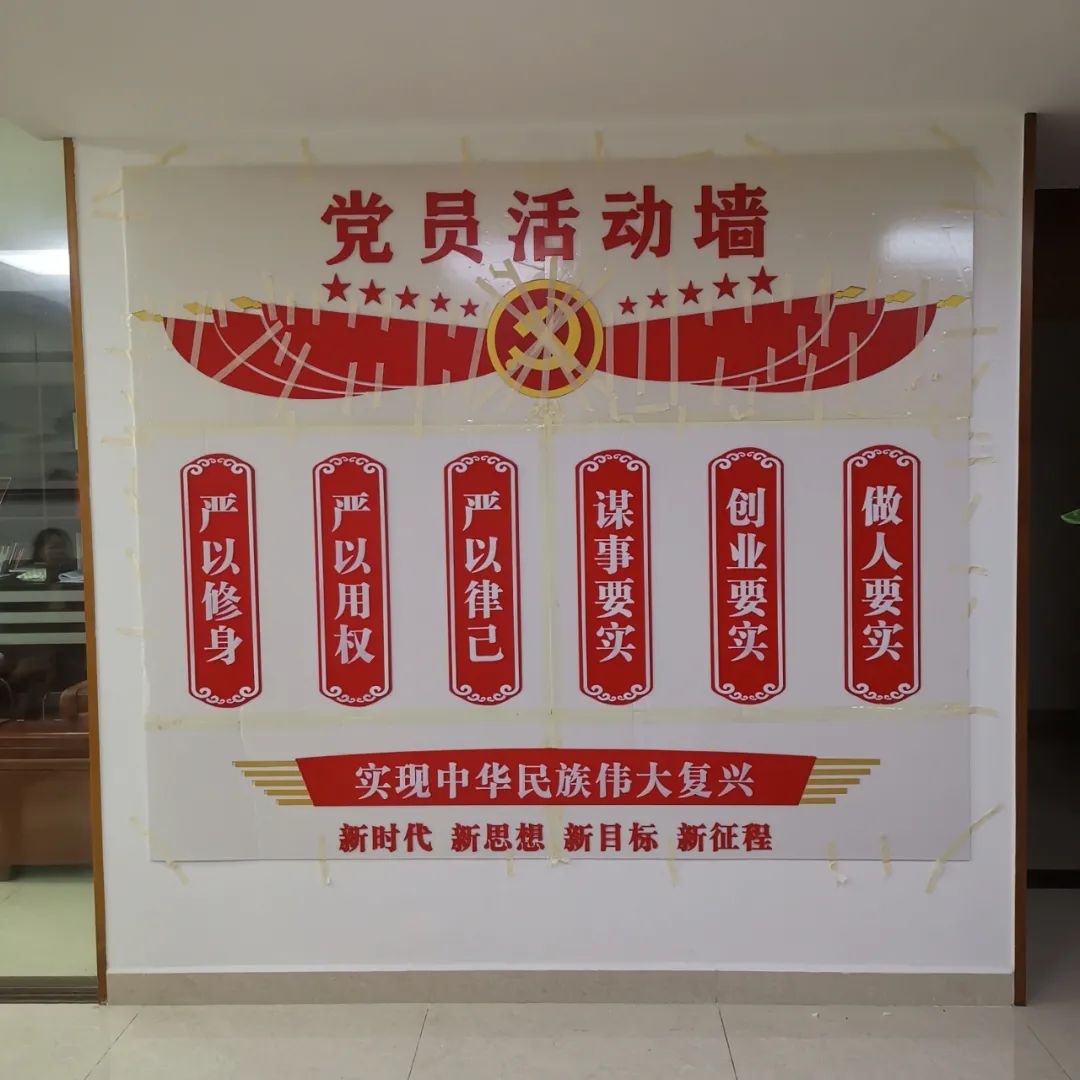 党员活动墙
严以修身
严以用权
严以律己
谋事要实
创业要实
做人要实
实现中华民族伟大复兴
新时代 新思想 新目标 新征程